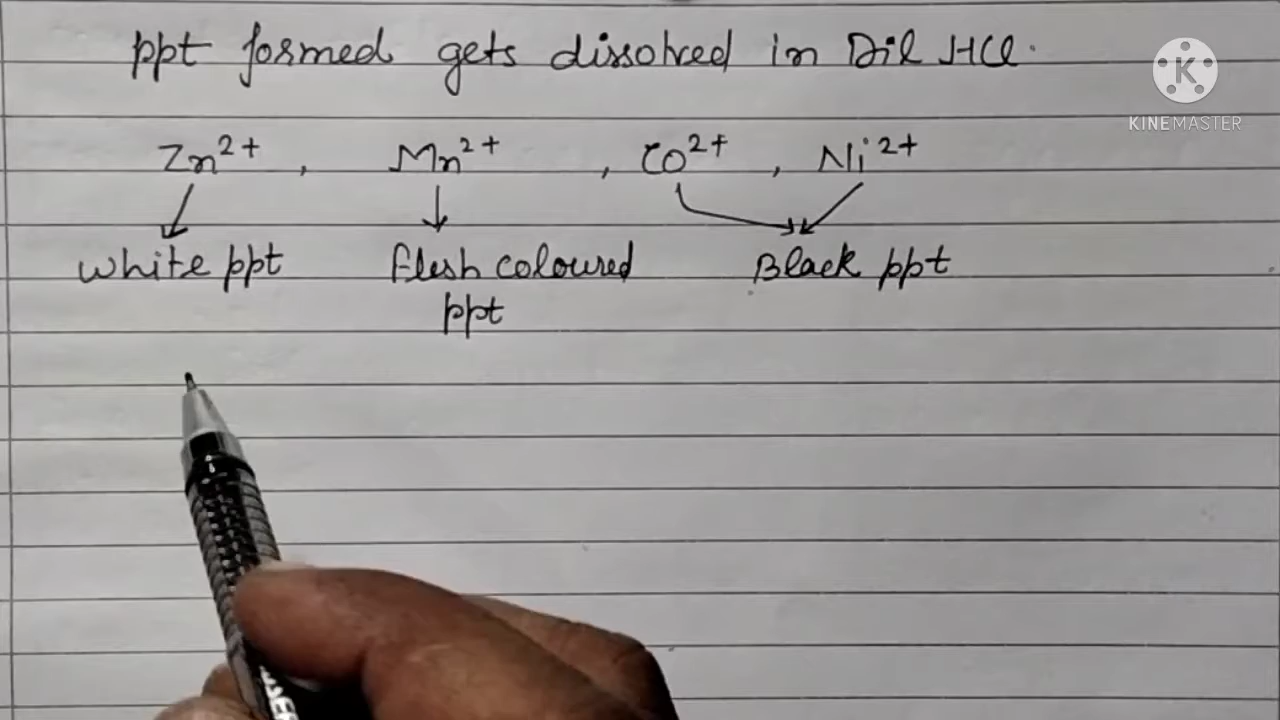 ppt formed gets dissolved in Dil HCl.
Zn2+ , Mn2+ , Co2+ , Ni2+
White ppt flesh coloured Black ppt
ppt
KINEMASTER